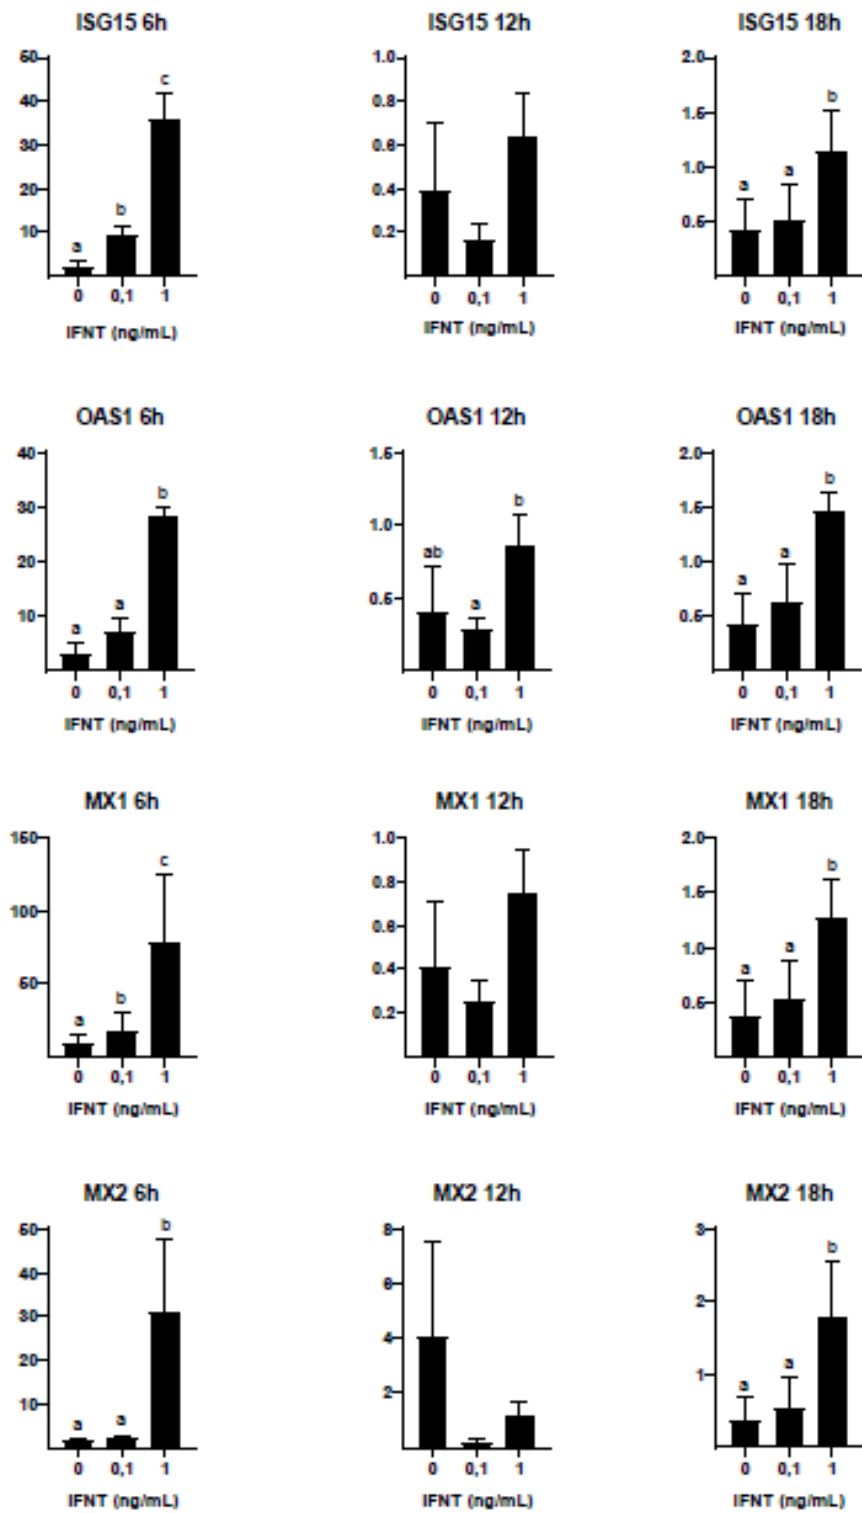 ISG15 6h
50
40
30
20
10
a
b
c
0 0,1 1
IFNT (ng/mL)
ISG15 12h
1.0
0.8
0.6
0.4
0.2
0 0,1 1
IFNT (ng/mL)
ISG15 18h
2.0
1.5
1.0
0.5
a
a
b
0 0,1 1
IFNT (ng/mL)
OAS1 6h
40
30
20
10
a
a
b
0 0,1 1
IFNT (ng/mL)
OAS1 12h
1.5
1.0
0.5
ab
a
b
0 0,1 1
IFNT (ng/mL)
OAS1 18h
2.0
1.5
1.0
0.5
a
a
b
0 0,1 1
IFNT (ng/mL)
MX1 6h
150
100
50
a
b
c
0 0,1 1
IFNT (ng/mL)
MX1 12h
1.0
0.8
0.6
0.4
0.2
0 0,1 1
IFNT (ng/mL)
MX1 18h
2.0
1.5
1.0
0.5
a
a
b
0 0,1 1
IFNT (ng/mL)
MX2 6h
50
40
30
20
10
a
a
b
0 0,1 1
IFNT (ng/mL)
MX2 12h
8
6
4
2
0 0,1 1
IFNT (ng/mL)
MX2 18h
3
2
1
a
a
b
0 0,1 1
IFNT (ng/mL)